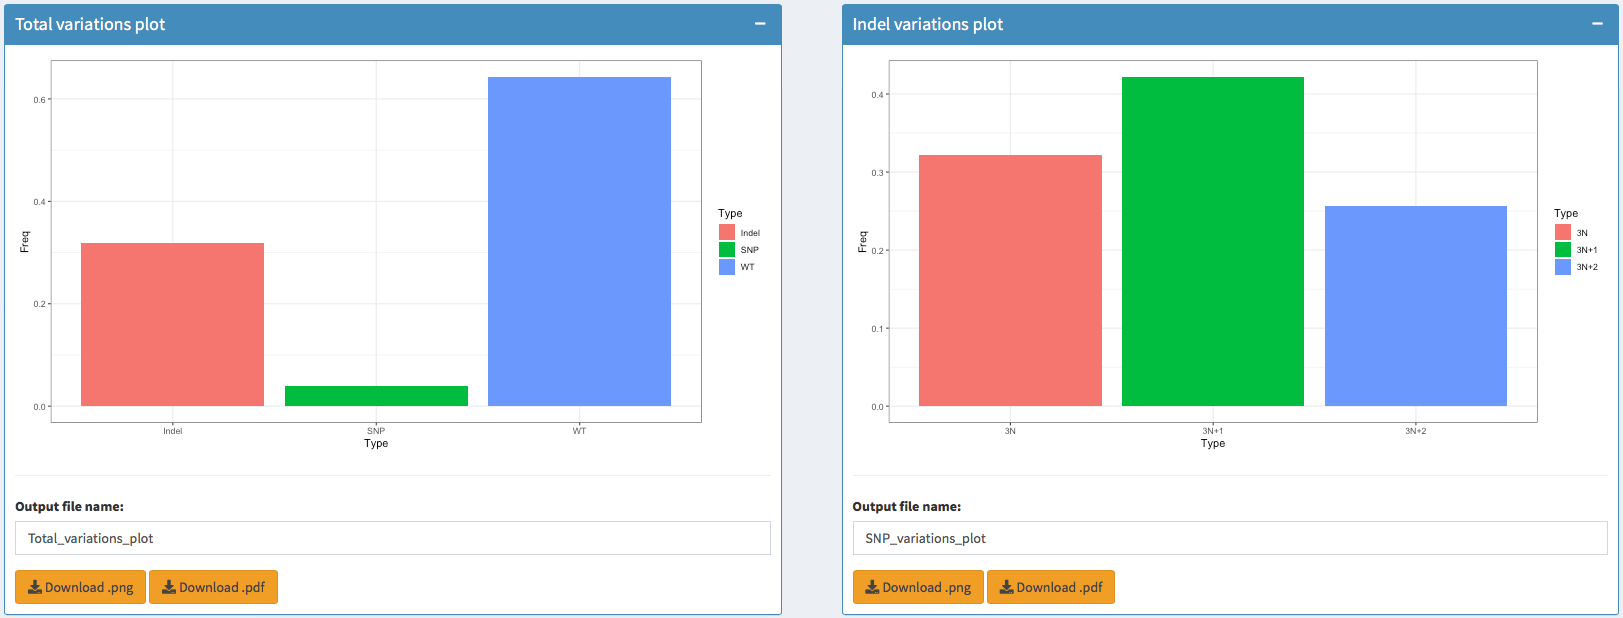 Total variations plot
0.6
0.4
0.2
0.0
Freq
Indel
SNP
WT
Type
Type
Indel
SNP
WT
Output file name:
Total_variations_plot
Download .png
Download .pdf
Indel variations plot
0.4
0.3
0.2
0.1
0.0
Freq
3N
3N+1
3N+2
Type
Type
3N
3N+1
3N+2
Output file name:
SNP_variations_plot
Download .png
Download .pdf